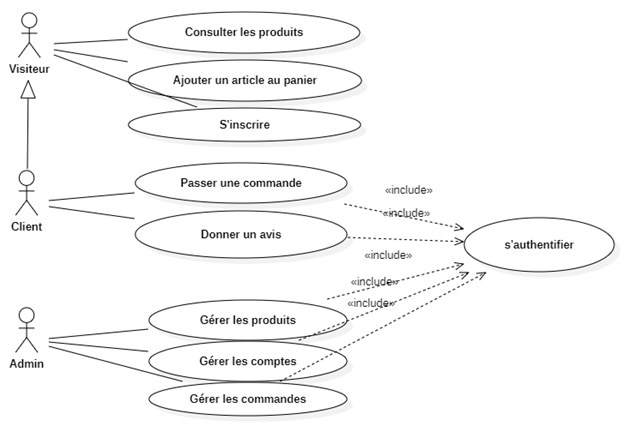 Consulter les produits
Visiteur
Ajouter un article au panier
S'inscrire
Passer une commande
«include»
«include»
Client
Donner un avis
s'authentifier
«include»
«include»
«include»
Gérer les produits
Admin
Gérer les comptes
Gérer les commandes